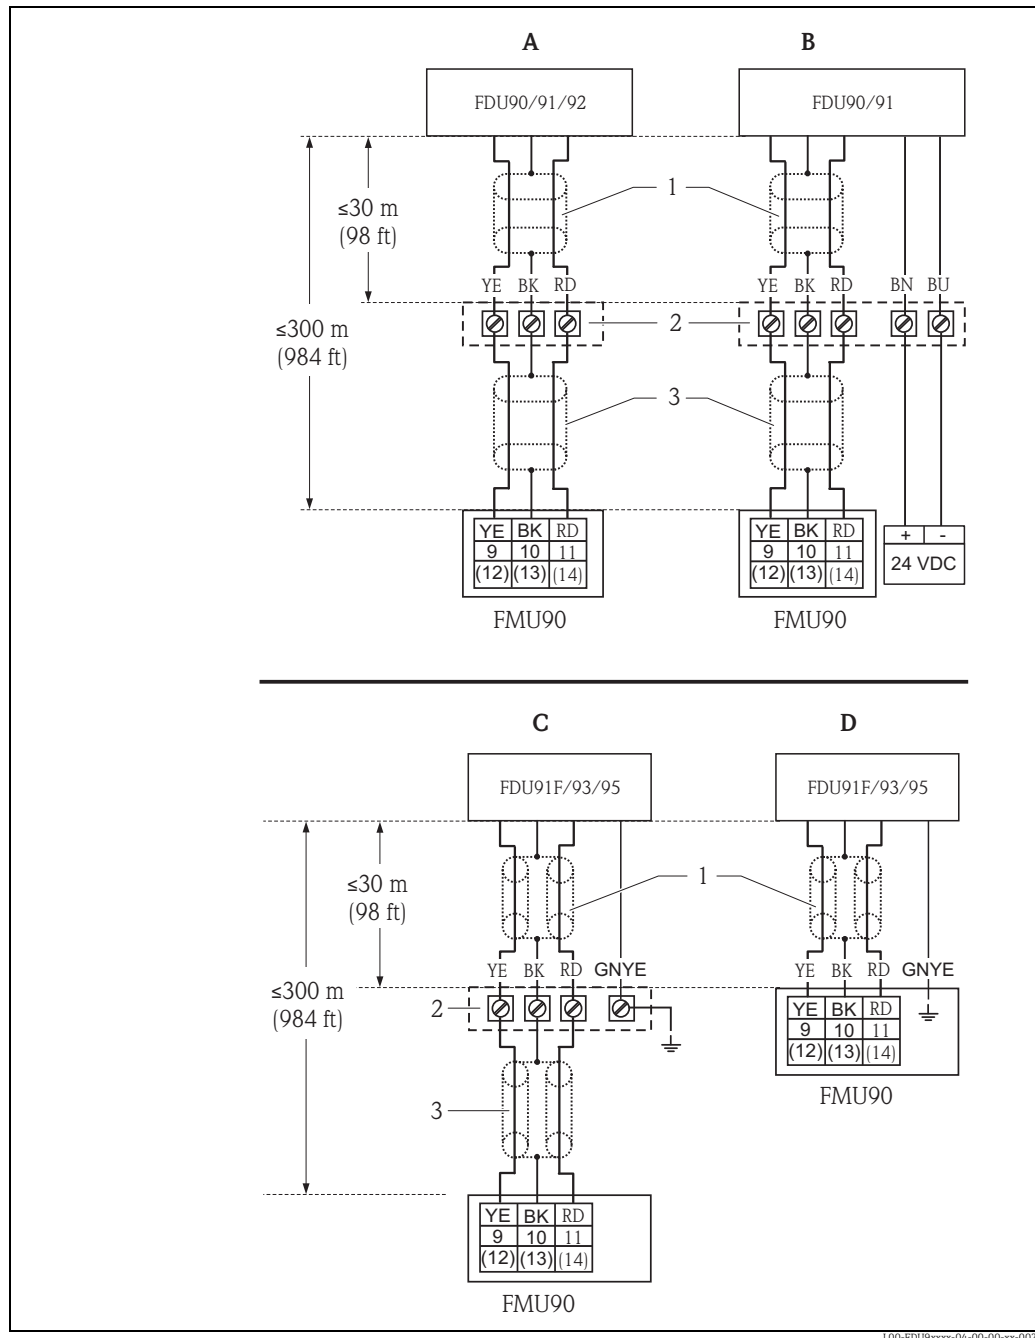 A B
FDU90/91/92 FDU90/91
≤30 m
(98 ft)
1
YE BK RD YE BK RD BN BU
≤300 m
(984 ft)
2
3
YE BK RD YE BK RD + -
9 10 11 9 10 11 24 VDC
(12) (13) (14) (12) (13) (14)
FMU90 FMU90
C D
FDU91F/93/95 FDU91F/93/95
≤30 m
(98 ft)
1
YE BK RD GNYE YE BK RD GNYE
≤300 m
(984 ft)
2
YE BK RD
9 10 11
(12) (13) (14)
FMU90
3
YE BK RD
9 10 11
(12) (13) (14)
FMU90